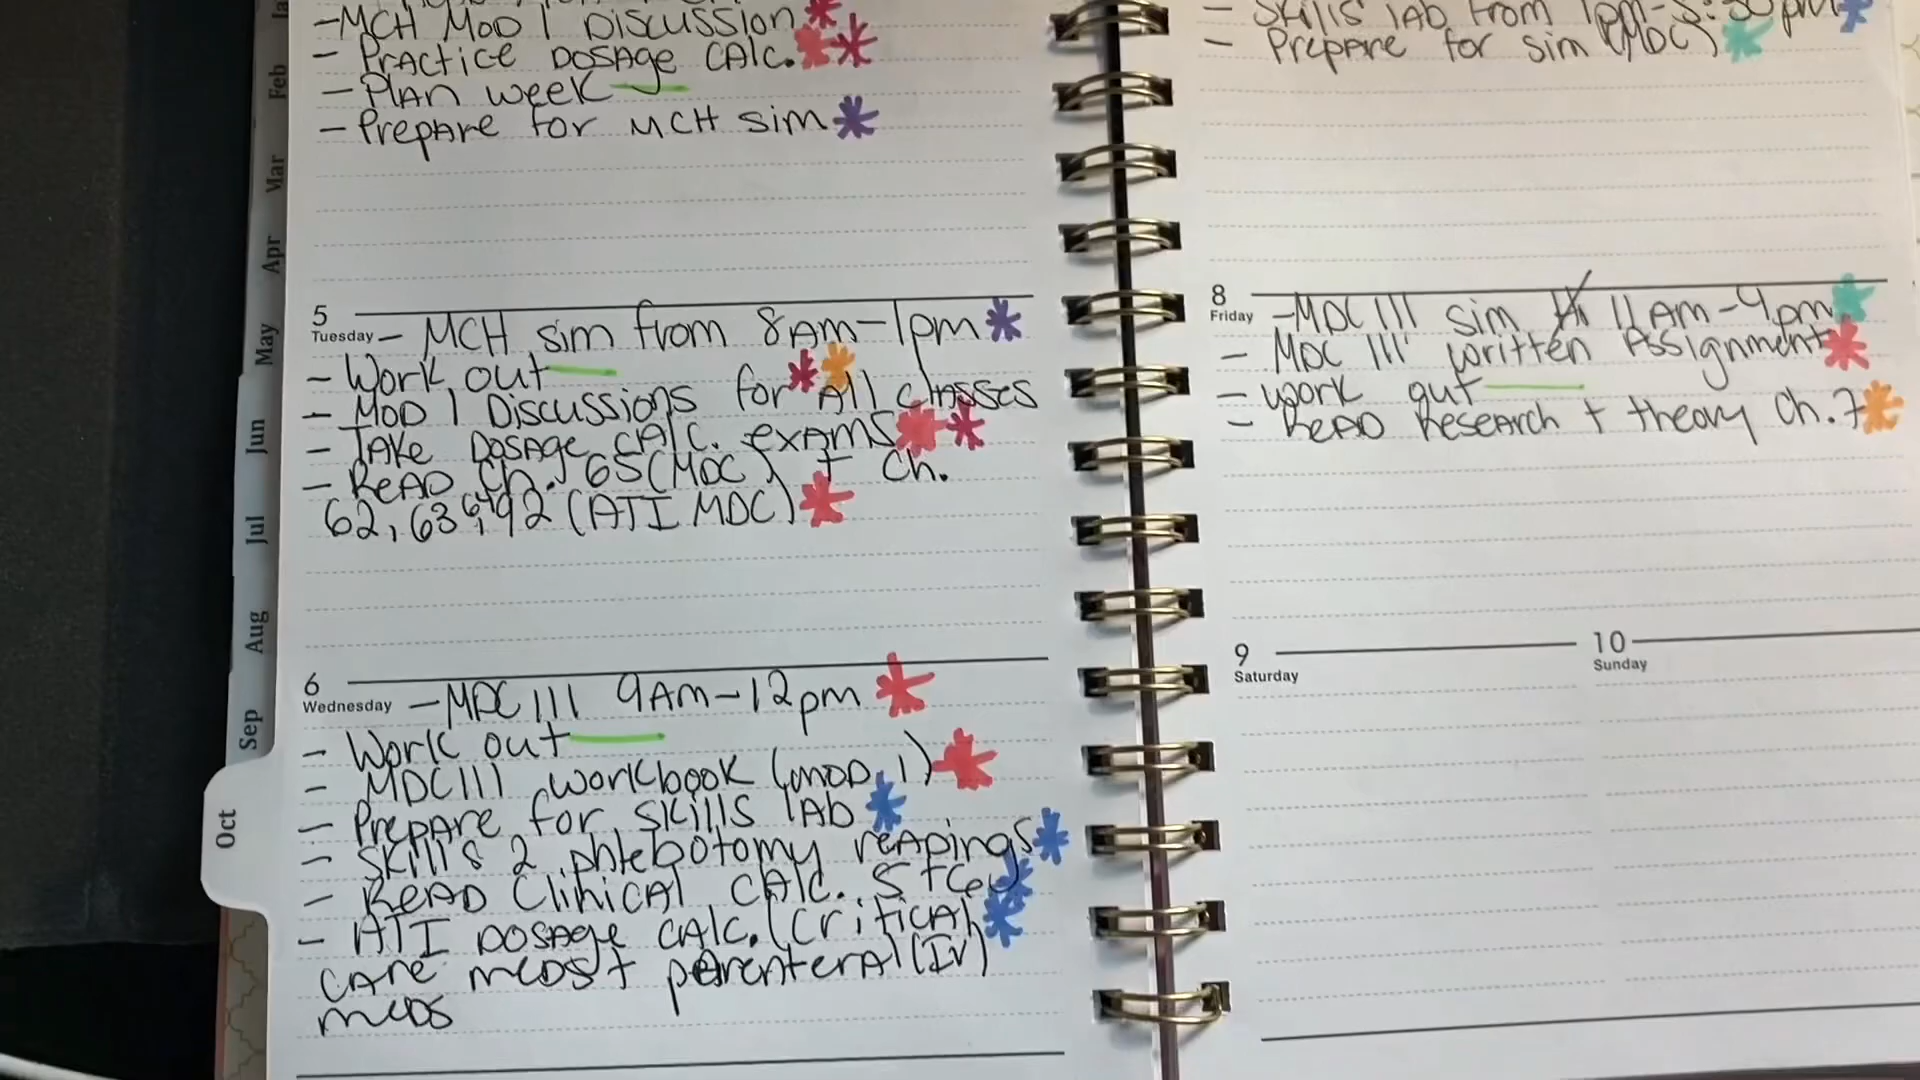 -MCH MOD 1 DISCUSSION
- PRACTICE DOSAGE CALC.
- PLAN WEEK
- Prepare for MCH sim
5
Tuesday - MCH sim from 8AM-1pm
- Work out
- MOD 1 Discussions for All classes
- TAKE DOSAGE CALC. exams
- READ Ch. 65 (MDC) + Ch.
62, 63, 64, 92 (ATI MDC)
6
Wednesday - MDC III 9AM-12pm
- Work out
- MDC III workbook (MOD. 1)
- Prepare for skills lab
- Skills 2 phlebotomy reapings
- READ Clinical CAlc. 5+6
- ATI DOSAge CAlc. (CriticAl
CAre meds + parenterAl (IV)
meds
- Skills lab from
- Prepare for sim (MDC)
8
Friday - MDC III sim 11AM-4pm
- MDC III written Assignment
- work out
- READ Research + theory Ch. 7
9
Saturday
10
Sunday
Jan
Feb
Mar
Apr
May
Jun
Jul
Aug
Sep
Oct